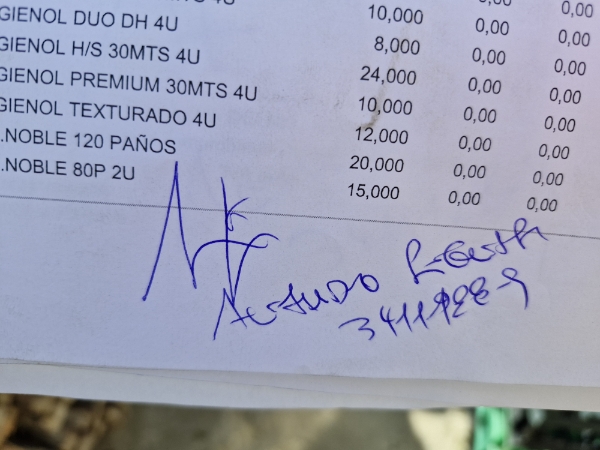 4U
GIENOL DUO DH 4U 10,000 0,00 0,00
GIENOL H/S 30MTS 4U 8,000 0,00 0,00
GIENOL PREMIUM 30MTS 4U 24,000 0,00 0,00
GIENOL TEXTURADO 4U 10,000 0,00 0,00
.NOBLE 120 PAÑOS 12,000 0,00 0,00
.NOBLE 80P 2U 20,000 0,00 0,00
15,000 0,00 0,00
Arturo